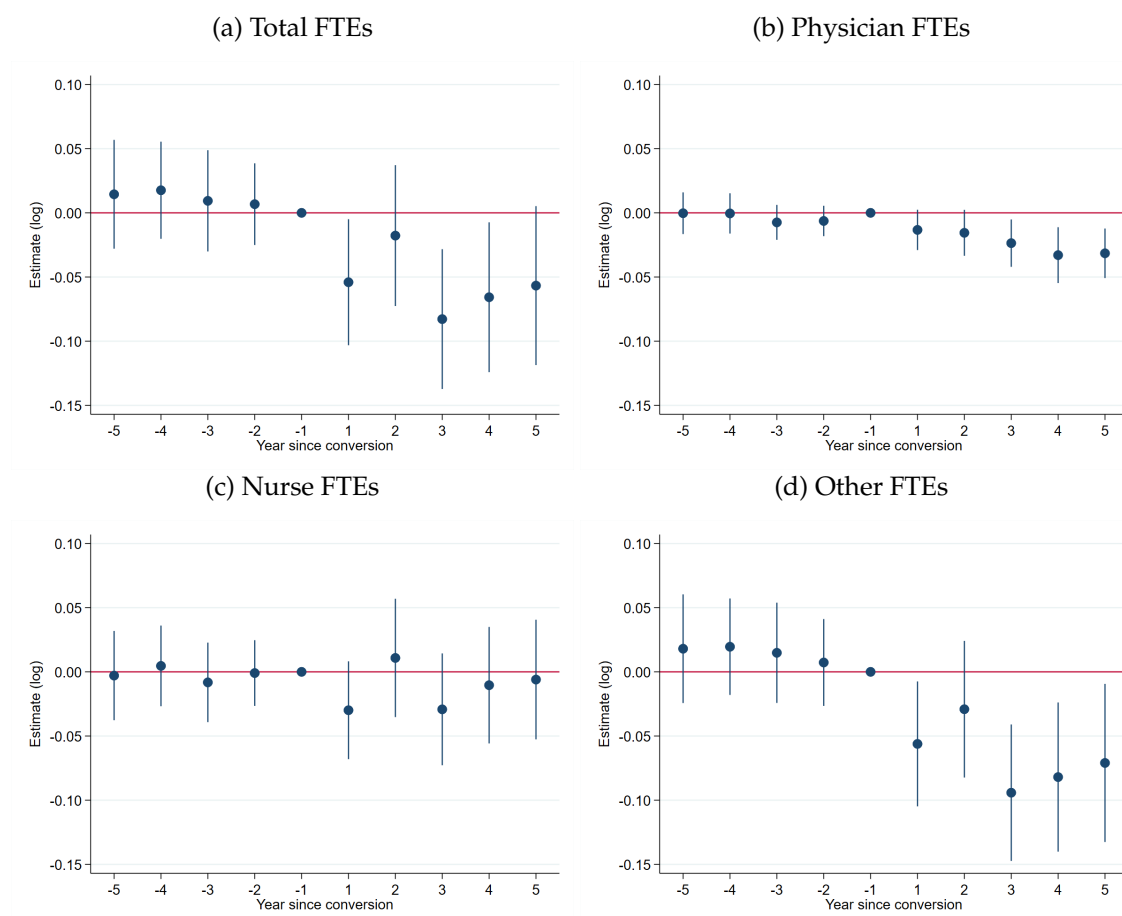 (a) Total FTEs
(b) Physician FTEs
0.10
0.05
0.00
-0.05
-0.10
-0.15
Estimate (log)
-5 -4 -3 -2 -1 1 2 3 4 5
Year since conversion
0.10
0.05
0.00
-0.05
-0.10
-0.15
Estimate (log)
-5 -4 -3 -2 -1 1 2 3 4 5
Year since conversion
(c) Nurse FTEs
(d) Other FTEs
0.10
0.05
0.00
-0.05
-0.10
-0.15
Estimate (log)
-5 -4 -3 -2 -1 1 2 3 4 5
Year since conversion
0.10
0.05
0.00
-0.05
-0.10
-0.15
Estimate (log)
-5 -4 -3 -2 -1 1 2 3 4 5
Year since conversion